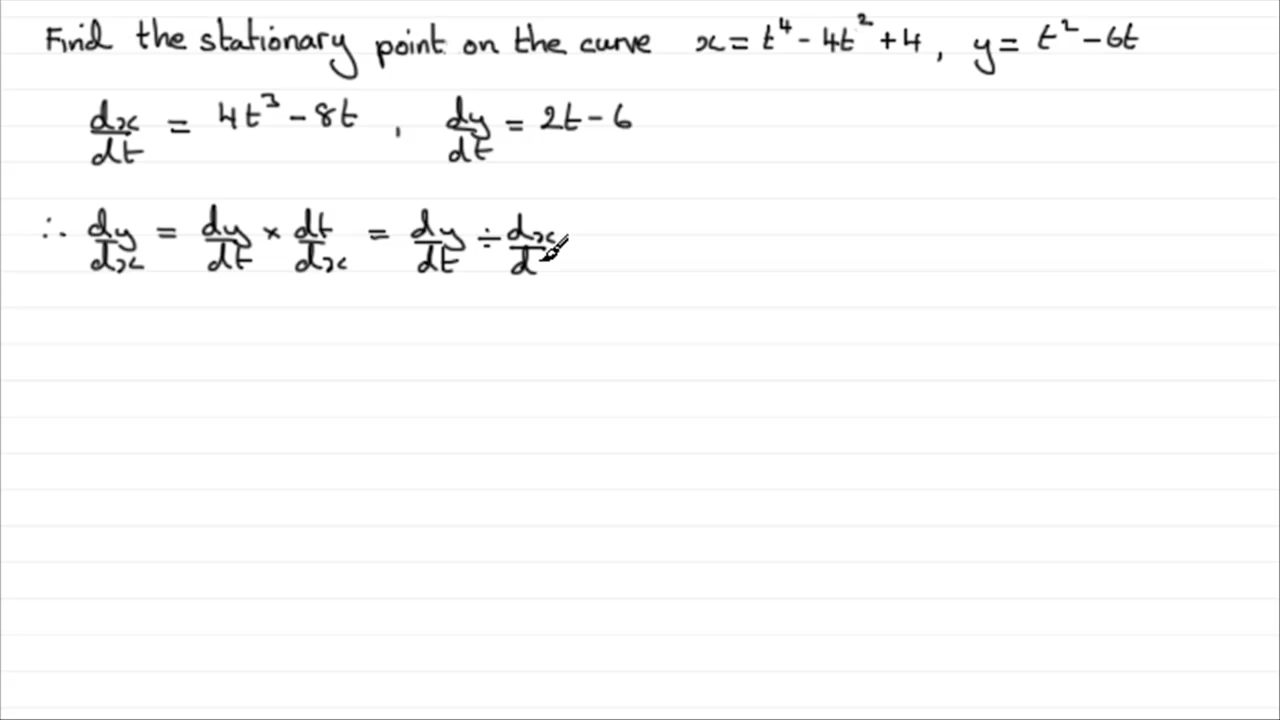 Find the stationary point on the curve x = t⁴ - 4t² + 4, y = t² - 6t
dx/dt = 4t³ - 8t, dy/dt = 2t - 6
∴ dy/dx = dy/dt × dt/dx = dy/dt ÷ dx/d